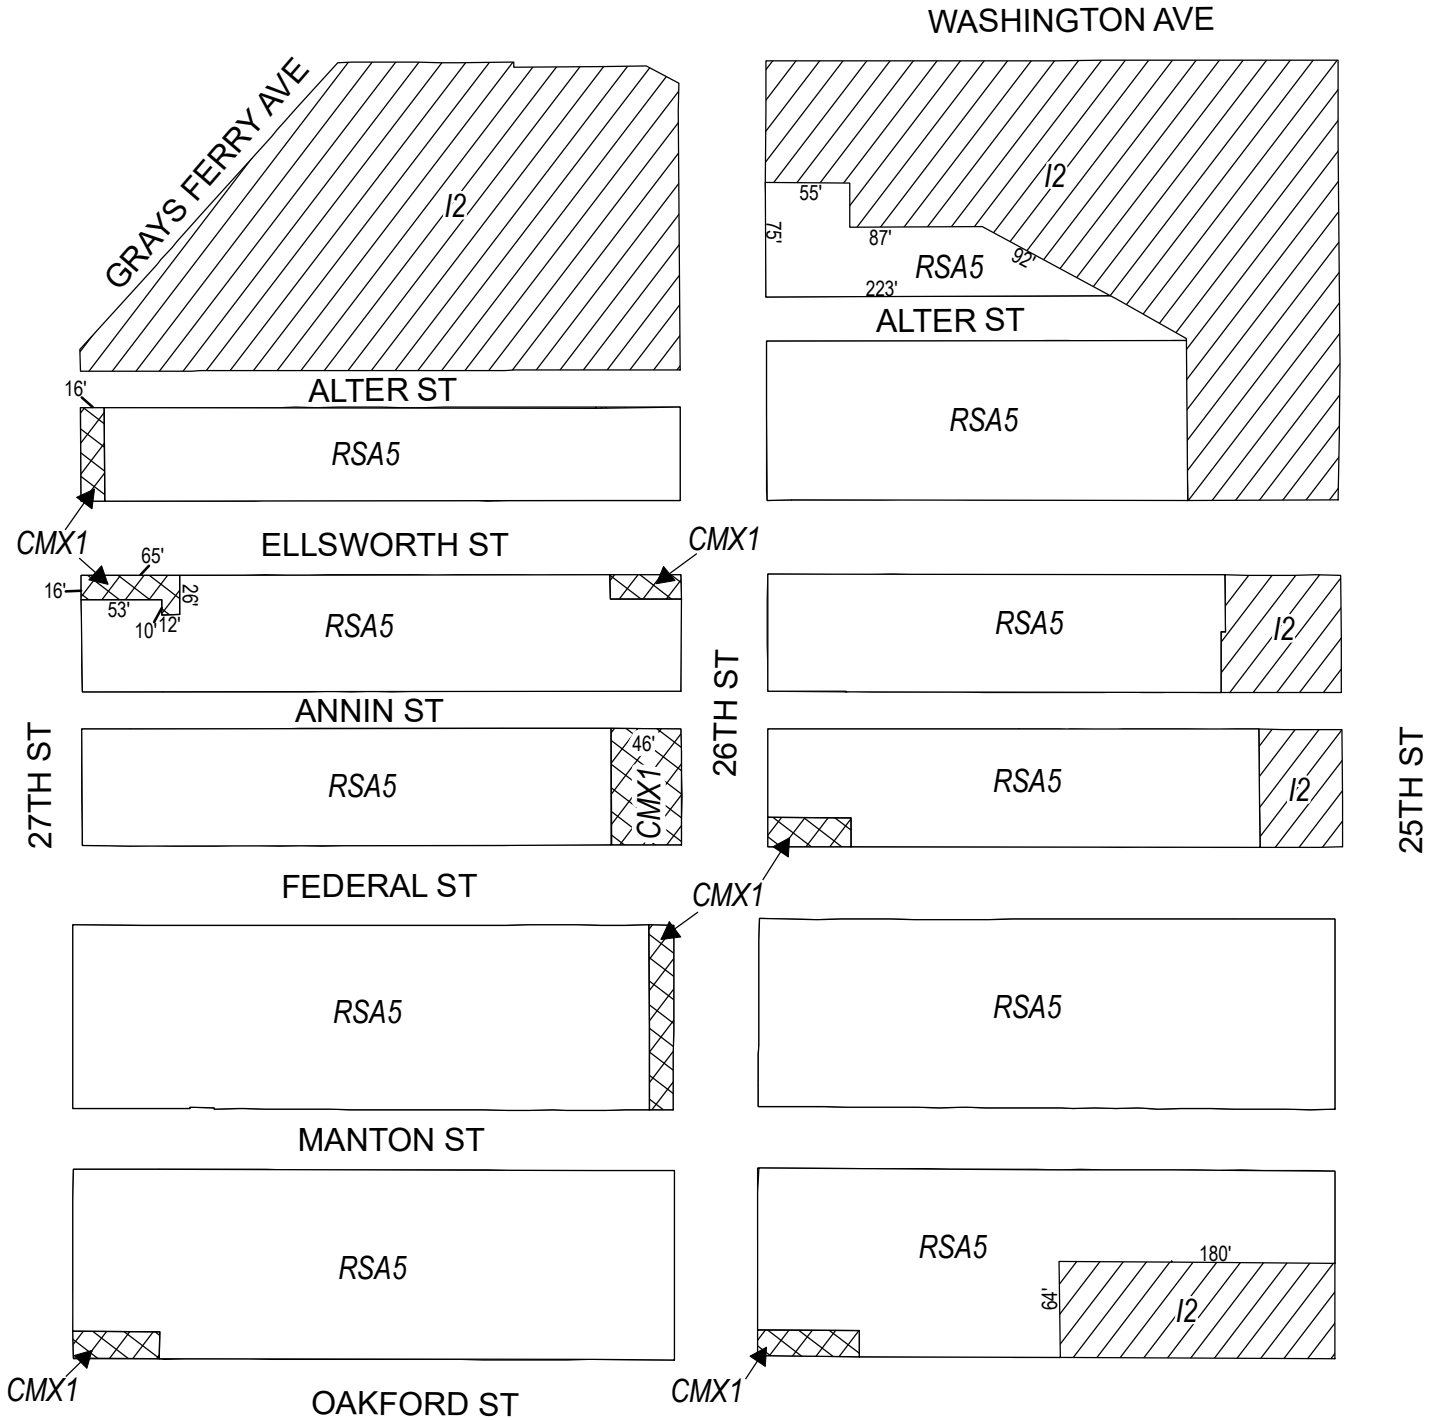 WASHINGTON AVE
GRAYS FERRY AVE
I2
I2
55'
75'
87'
92'
RSA5
223'
ALTER ST
ALTER ST
16'
RSA5
RSA5
CMX1
ELLSWORTH ST
CMX1
65'
16'
53'
26'
10'
12'
RSA5
RSA5
I2
ANNIN ST
27TH ST
26TH ST
25TH ST
46'
CMX1
RSA5
RSA5
I2
FEDERAL ST
CMX1
RSA5
RSA5
MANTON ST
RSA5
RSA5
180'
64'
I2
CMX1
CMX1
OAKFORD ST